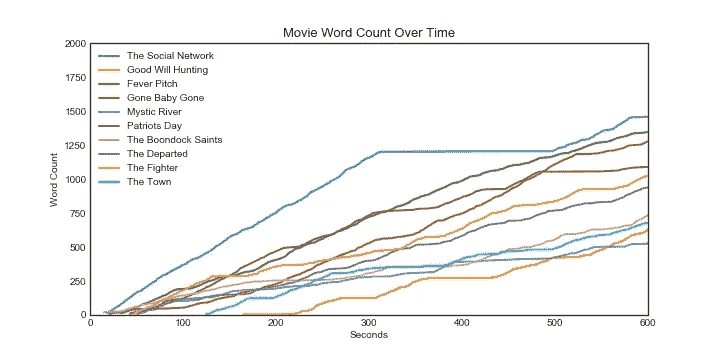 Movie Word Count Over Time
2000
1750
1500
1250
1000
750
500
250
0
Word Count
The Social Network
Good Will Hunting
Fever Pitch
Gone Baby Gone
Mystic River
Patriots Day
The Boondock Saints
The Departed
The Fighter
The Town
0 100 200 300 400 500 600
Seconds